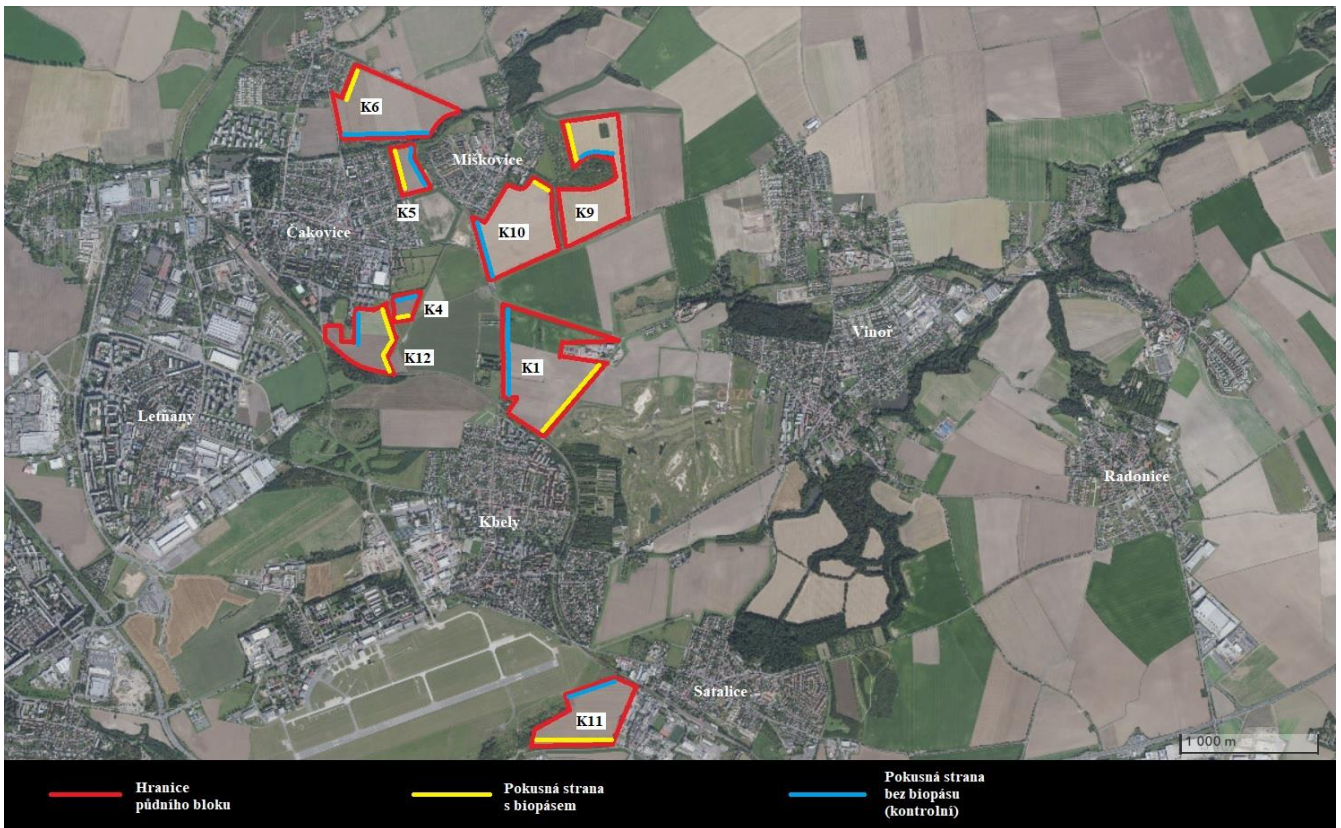 K6
Miškovice
K5
K9
K10
Čakovice
K4
K12
K1
Vinoř
Letňany
Radonice
Kbely
Satalice
K11
1 000 m
Hranice
půdního bloku
Pokusná strana
s biopásem
Pokusná strana
bez biopásu
(kontrolní)